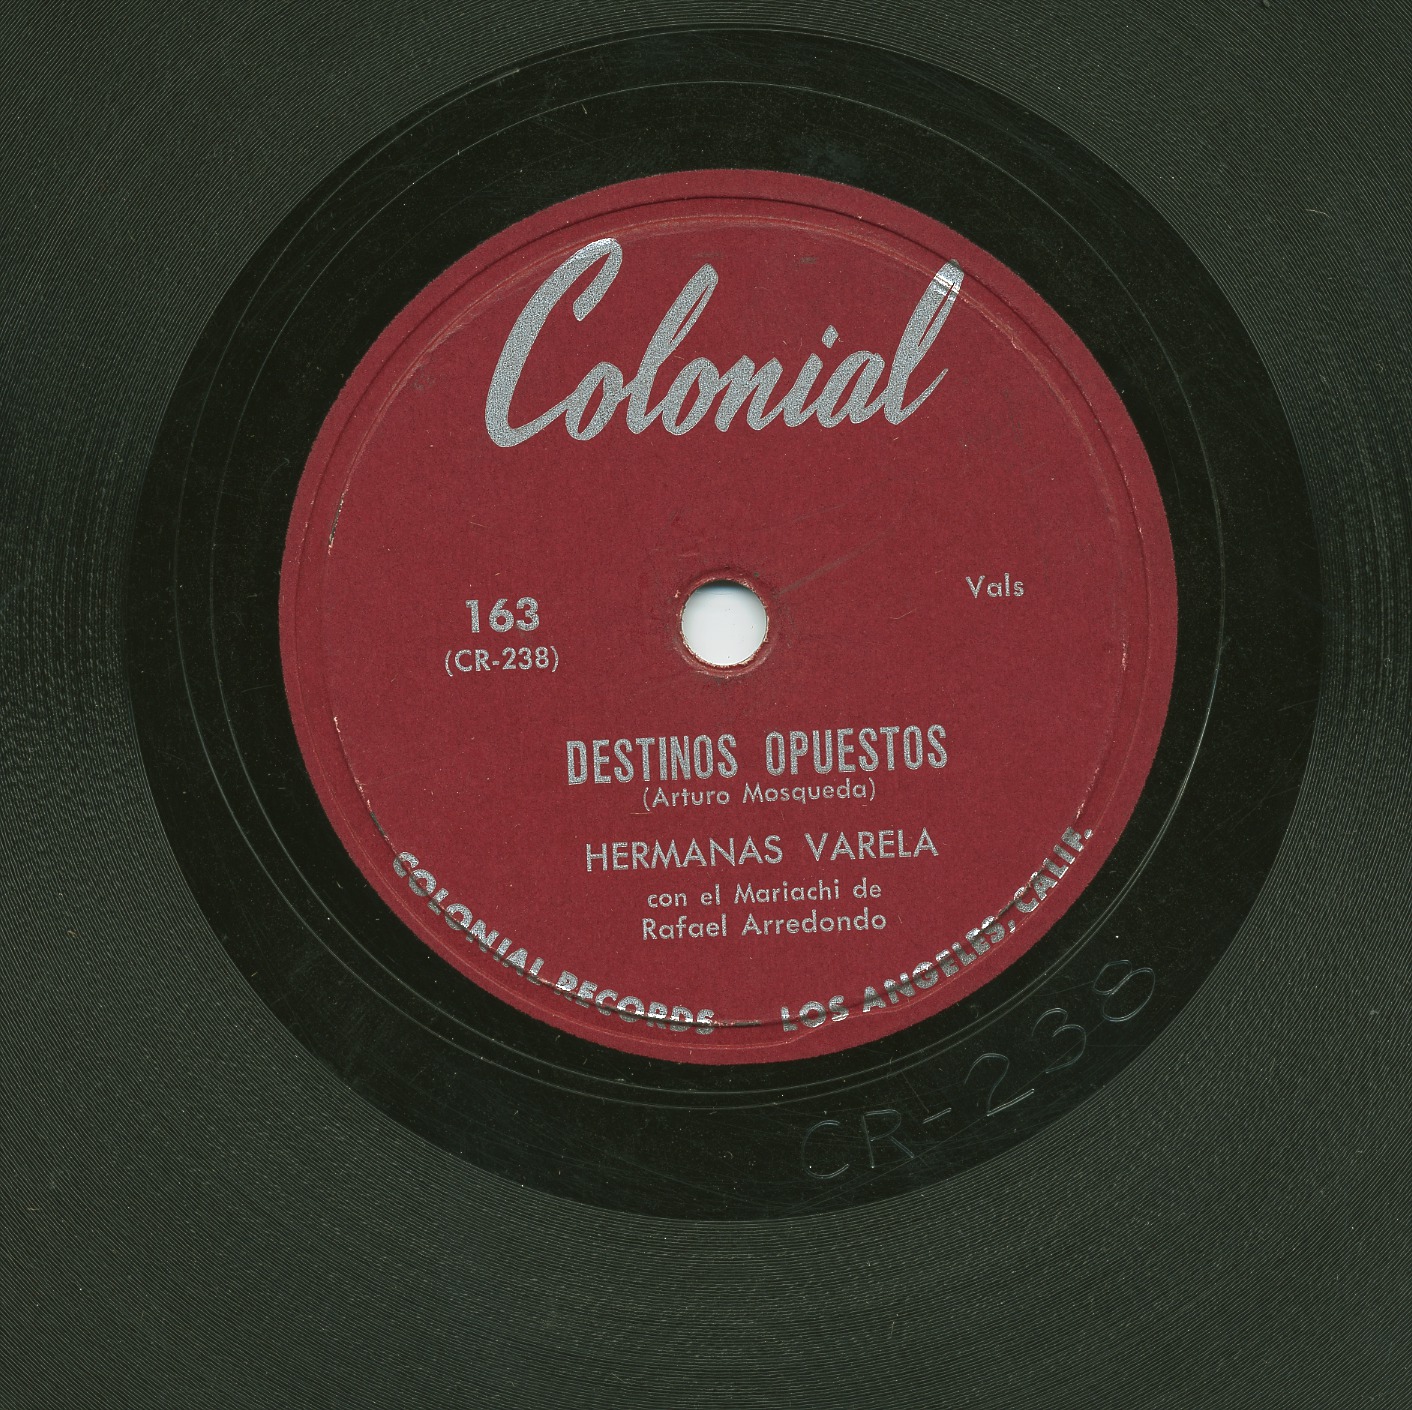 Colonial
Vals
163
(CR-238)
DESTINOS OPUESTOS
(Arturo Mosqueda)
HERMANAS VARELA
con el Mariachi de
Rafael Arredondo
COLONIAL RECORDS — LOS ANGELES, CALIF.
CR-238